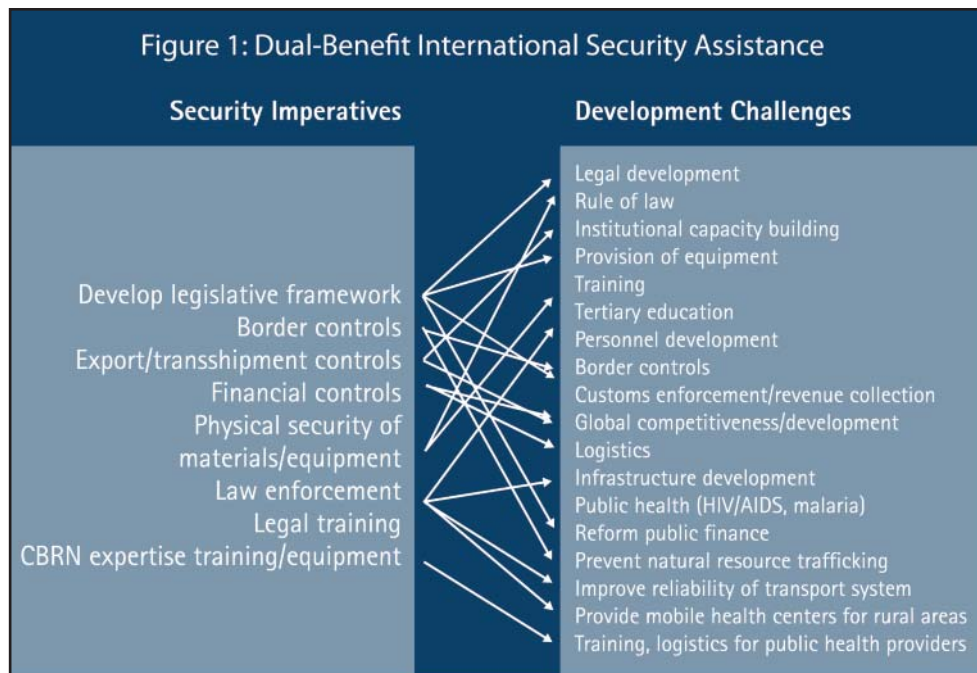 Figure 1: Dual-Benefit International Security Assistance
Security Imperatives
Develop legislative framework
Border controls
Export/transshipment controls
Financial controls
Physical security of
materials/equipment
Law enforcement
Legal training
CBRN expertise training/equipment
Development Challenges
Legal development
Rule of law
Institutional capacity building
Provision of equipment
Training
Tertiary education
Personnel development
Border controls
Customs enforcement/revenue collection
Global competitiveness/development
Logistics
Infrastructure development
Public health (HIV/AIDS, malaria)
Reform public finance
Prevent natural resource trafficking
Improve reliability of transport system
Provide mobile health centers for rural areas
Training, logistics for public health providers